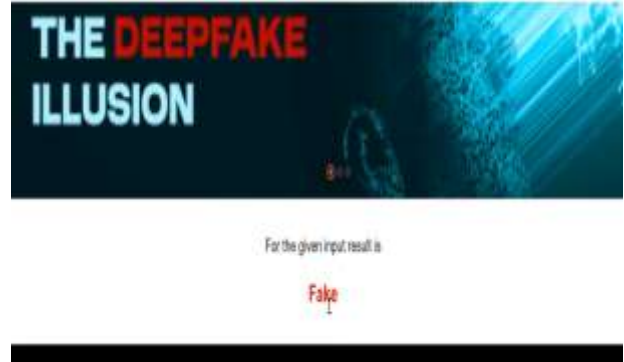 THE DEEPFAKE
ILLUSION
For the given input result is
Fake